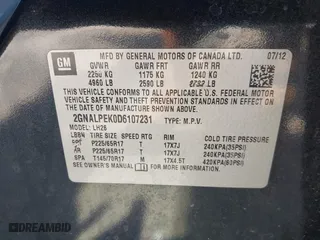 GM
MFD BY GENERAL MOTORS OF CANADA LTD. 07/12
GVWR GAWR FRT GAWR RR
2250 KG 1175 KG 1240 KG
4960 LB 2590 LB LB
THIS VEHICLE CONFORMS TO ALL APPLICABLE U.S. FEDERAL MOTOR
VEHICLE SAFETY AND THEFT PREVENTION STANDARDS IN EFFECT ON
THE DATE OF MANUFACTURE SHOWN ABOVE.
2GNALPEK0D6107231 TYPE: M.P.V.
MODEL: LH26
TIRE SIZE SPEED RTG RIM COLD TIRE PRESSURE
FRT P225/65R17 T 17X7J 240KPA(35PSI)
RR P225/65R17 T 17X7J 240KPA(35PSI)
SPA T145/70R17 M 17X4.5T 420KPA(60PSI)
SEE OWNER'S MANUAL FOR ADDITIONAL INFORMATION.